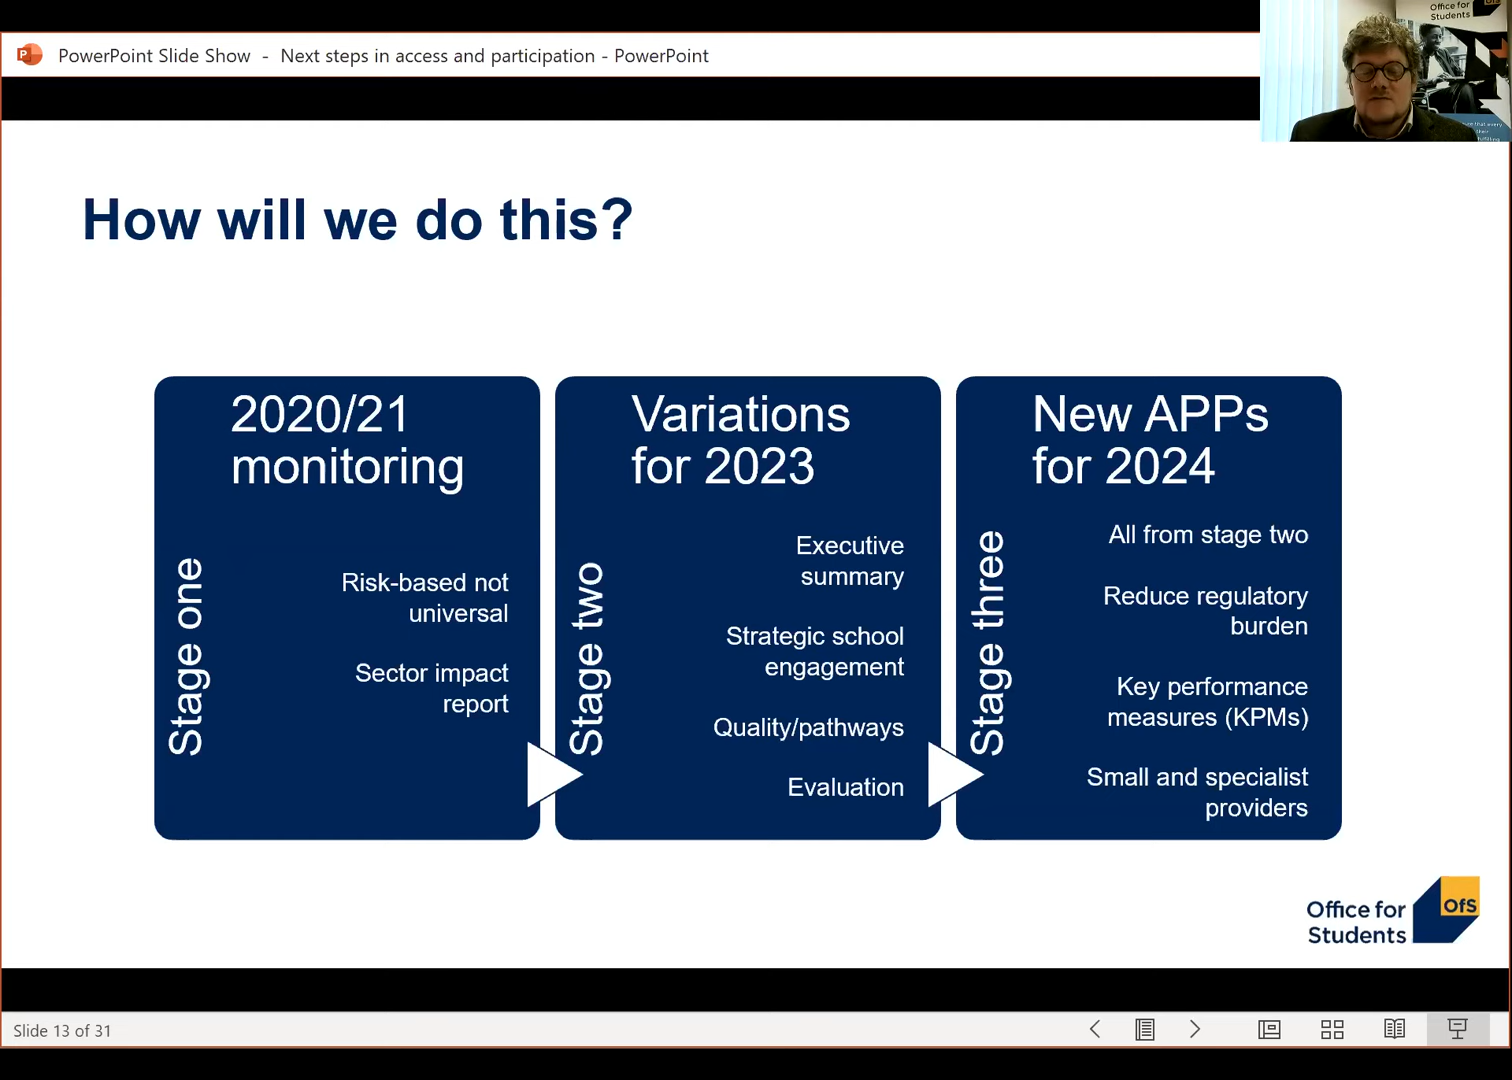 PowerPoint Slide Show - Next steps in access and participation - PowerPoint
Office for
Students
How will we do this?
2020/21
monitoring
Stage one
Risk-based not
universal
Sector impact
report
Variations
for 2023
Stage two
Executive
summary
Strategic school
engagement
Quality/pathways
Evaluation
New APPs
for 2024
Stage three
All from stage two
Reduce regulatory
burden
Key performance
measures (KPMs)
Small and specialist
providers
Office for
Students
OfS
Slide 13 of 31